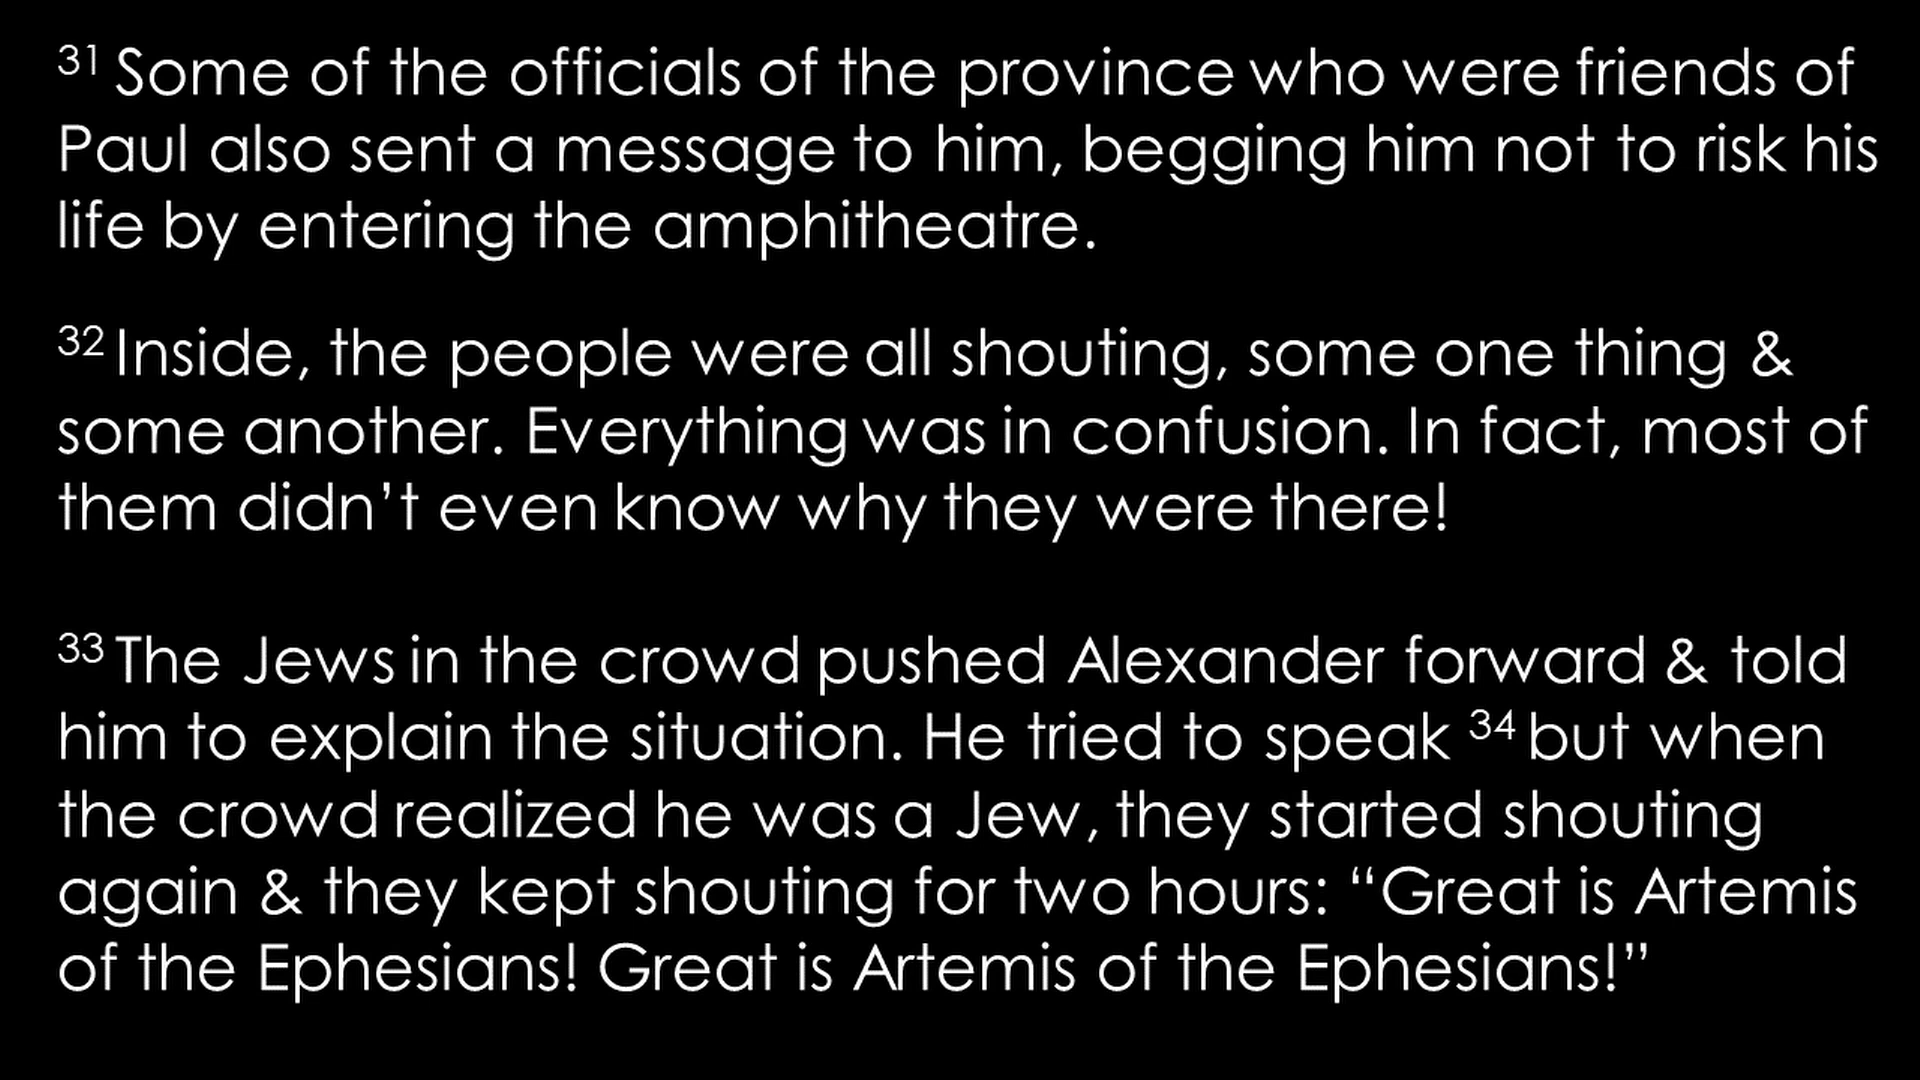 31 Some of the officials of the province who were friends of
Paul also sent a message to him, begging him not to risk his
life by entering the amphitheatre.
32 Inside, the people were all shouting, some one thing &
some another. Everything was in confusion. In fact, most of
them didn’t even know why they were there!
33 The Jews in the crowd pushed Alexander forward & told
him to explain the situation. He tried to speak 34 but when
the crowd realized he was a Jew, they started shouting
again & they kept shouting for two hours: “Great is Artemis
of the Ephesians! Great is Artemis of the Ephesians!”